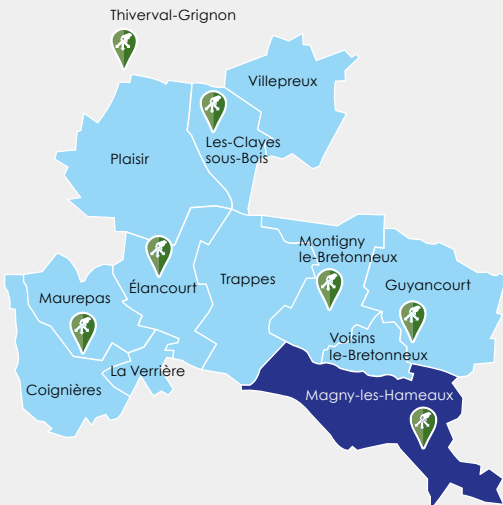 Thiverval-Grignon
Villepreux
Les-Clayes
sous-Bois
Plaisir
Montigny
le-Bretonneux
Élancourt
Trappes
Guyancourt
Maurepas
Voisins
le-Bretonneux
La Verrière
Coignières
Magny-les-Hameaux